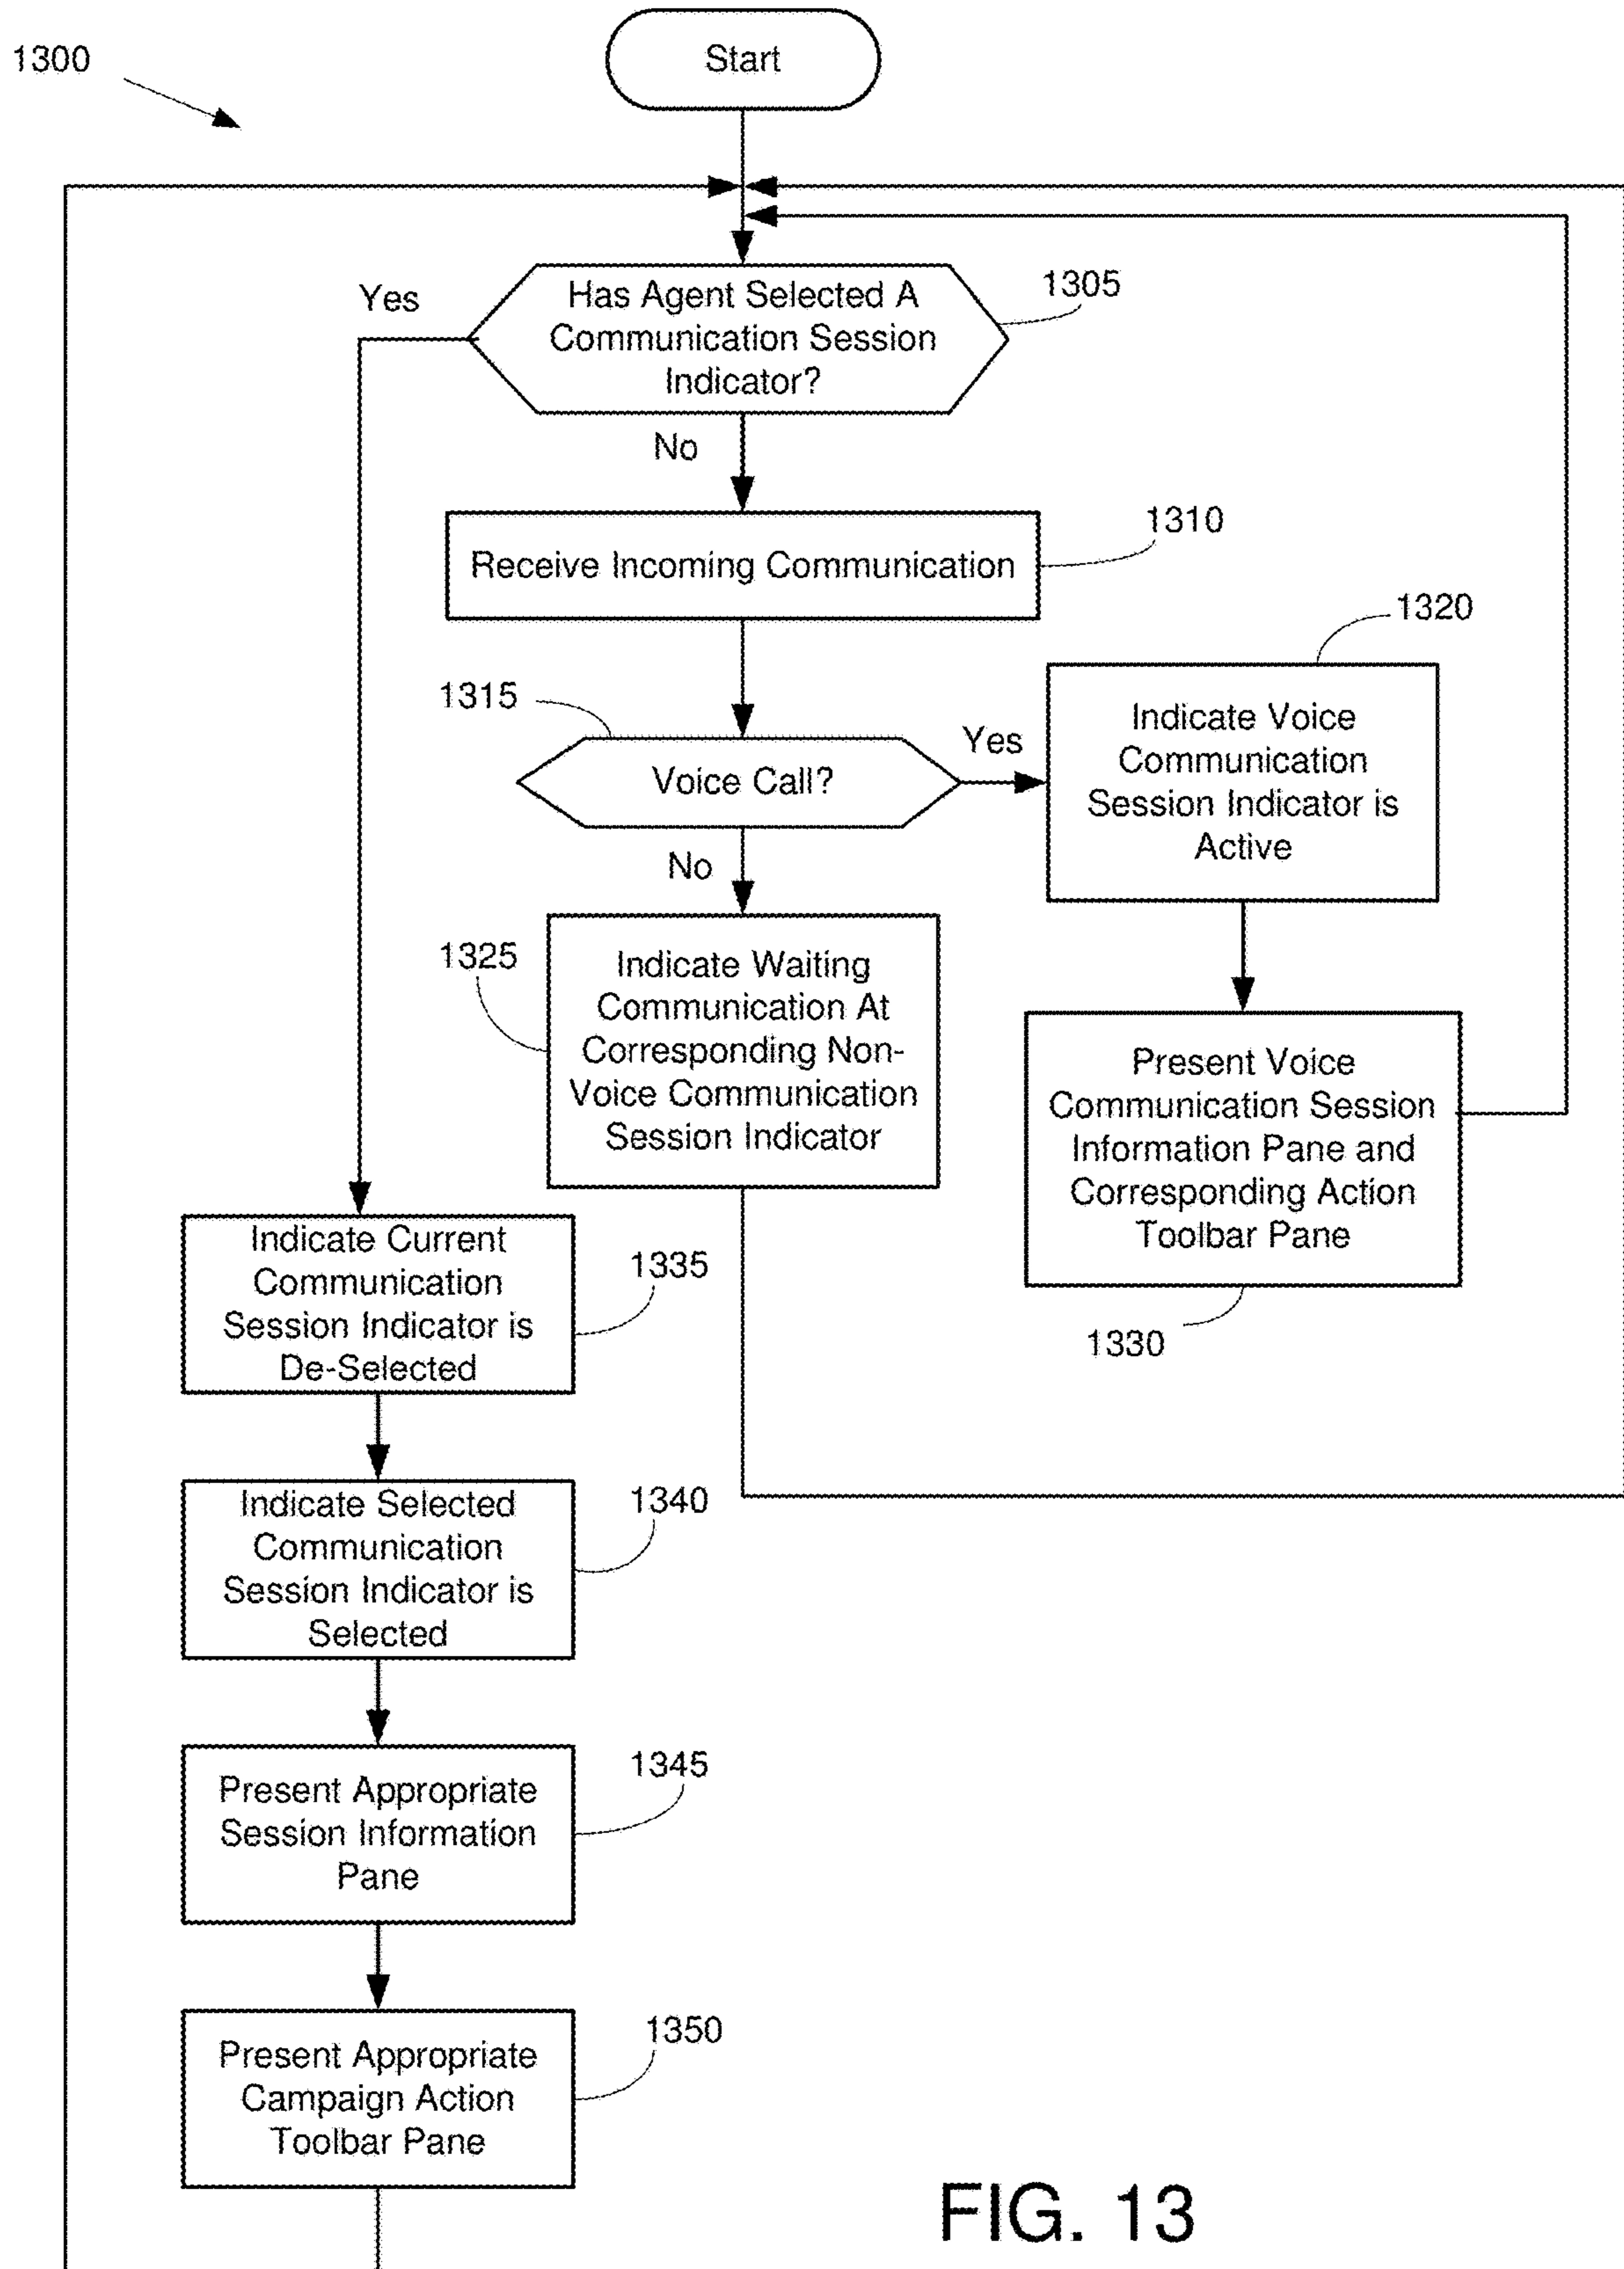 1300
Start
Yes
Has Agent Selected A
Communication Session
Indicator?
1305
No
Receive Incoming Communication
1310
1315
Voice Call?
Yes
1320
Indicate Voice
Communication
Session Indicator is
Active
No
1325
Indicate Waiting
Communication At
Corresponding Non-
Voice Communication
Session Indicator
Present Voice
Communication Session
Information Pane and
Corresponding Action
Toolbar Pane
1330
Indicate Current
Communication
Session Indicator is
De-Selected
1335
Indicate Selected
Communication
Session Indicator is
Selected
1340
Present Appropriate
Session Information
Pane
1345
Present Appropriate
Campaign Action
Toolbar Pane
1350
FIG. 13